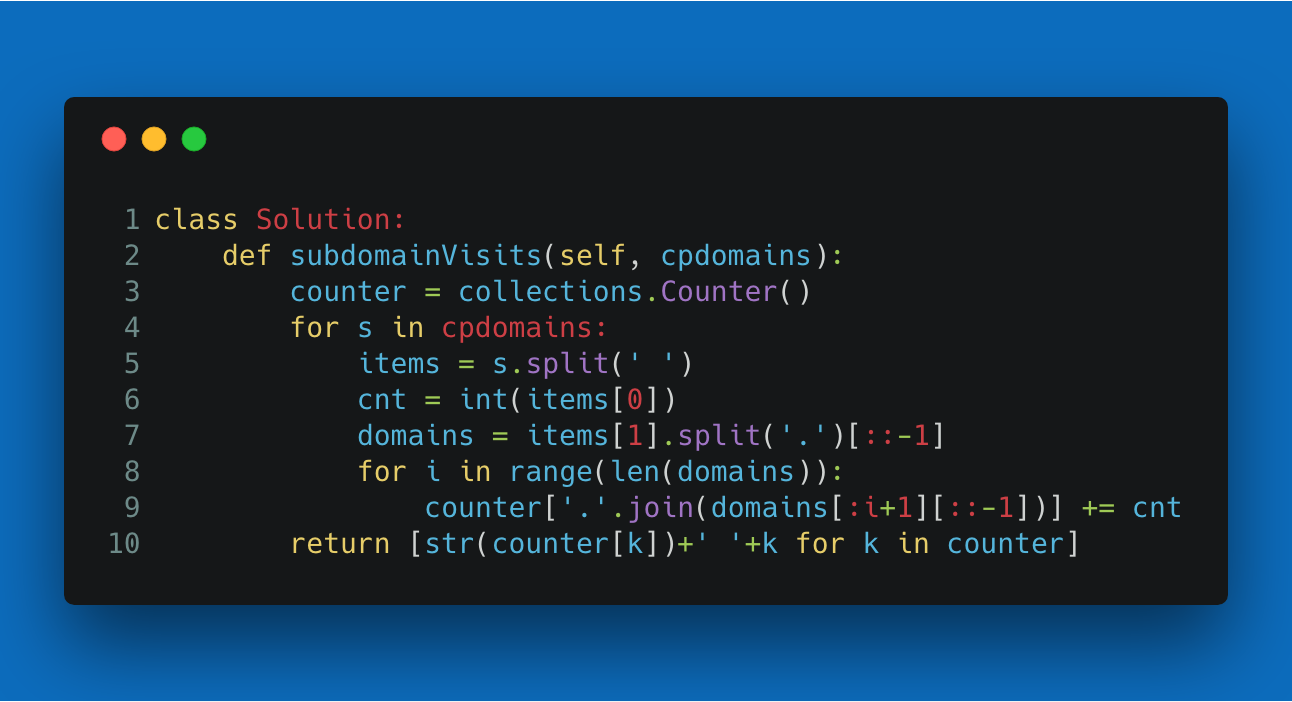 1 class Solution:
2     def subdomainVisits(self, cpdomains):
3         counter = collections.Counter()
4         for s in cpdomains:
5             items = s.split(' ')
6             cnt = int(items[0])
7             domains = items[1].split('.')[::-1]
8             for i in range(len(domains)):
9                 counter['.'.join(domains[:i+1][::-1])] += cnt
10         return [str(counter[k])+' '+k for k in counter]